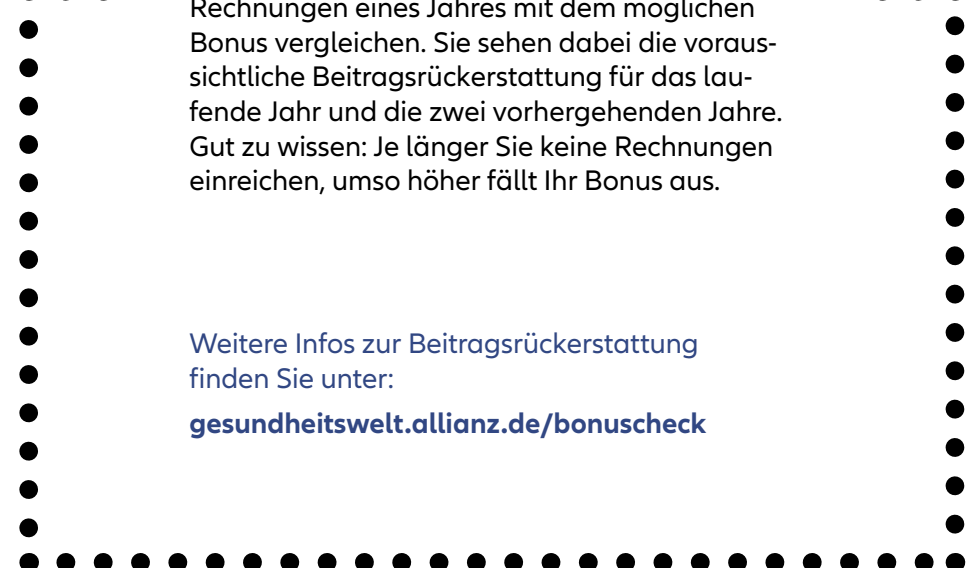 Rechnungen eines Jahres mit dem möglichen
Bonus vergleichen. Sie sehen dabei die voraus-
sichtliche Beitragsrückerstattung für das lau-
fende Jahr und die zwei vorhergehenden Jahre.
Gut zu wissen: Je länger Sie keine Rechnungen
einreichen, umso höher fällt Ihr Bonus aus.
Weitere Infos zur Beitragsrückerstattung
finden Sie unter:
gesundheitswelt.allianz.de/bonuscheck